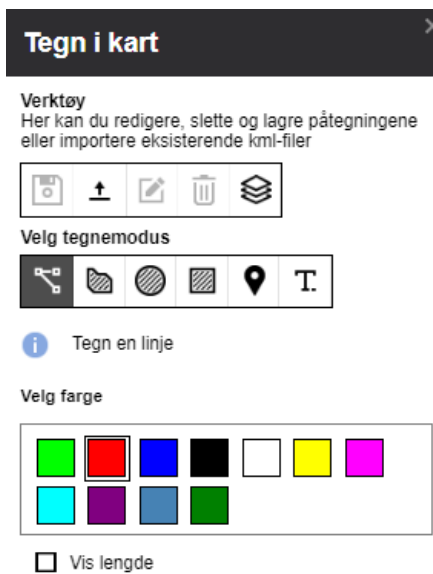 Tegn i kart
Verktøy
Her kan du redigere, slette og lagre påtegningene
eller importere eksisterende kml-filer
Velg tegnemodus
T.
i Tegn en linje
Velg farge
Vis lengde